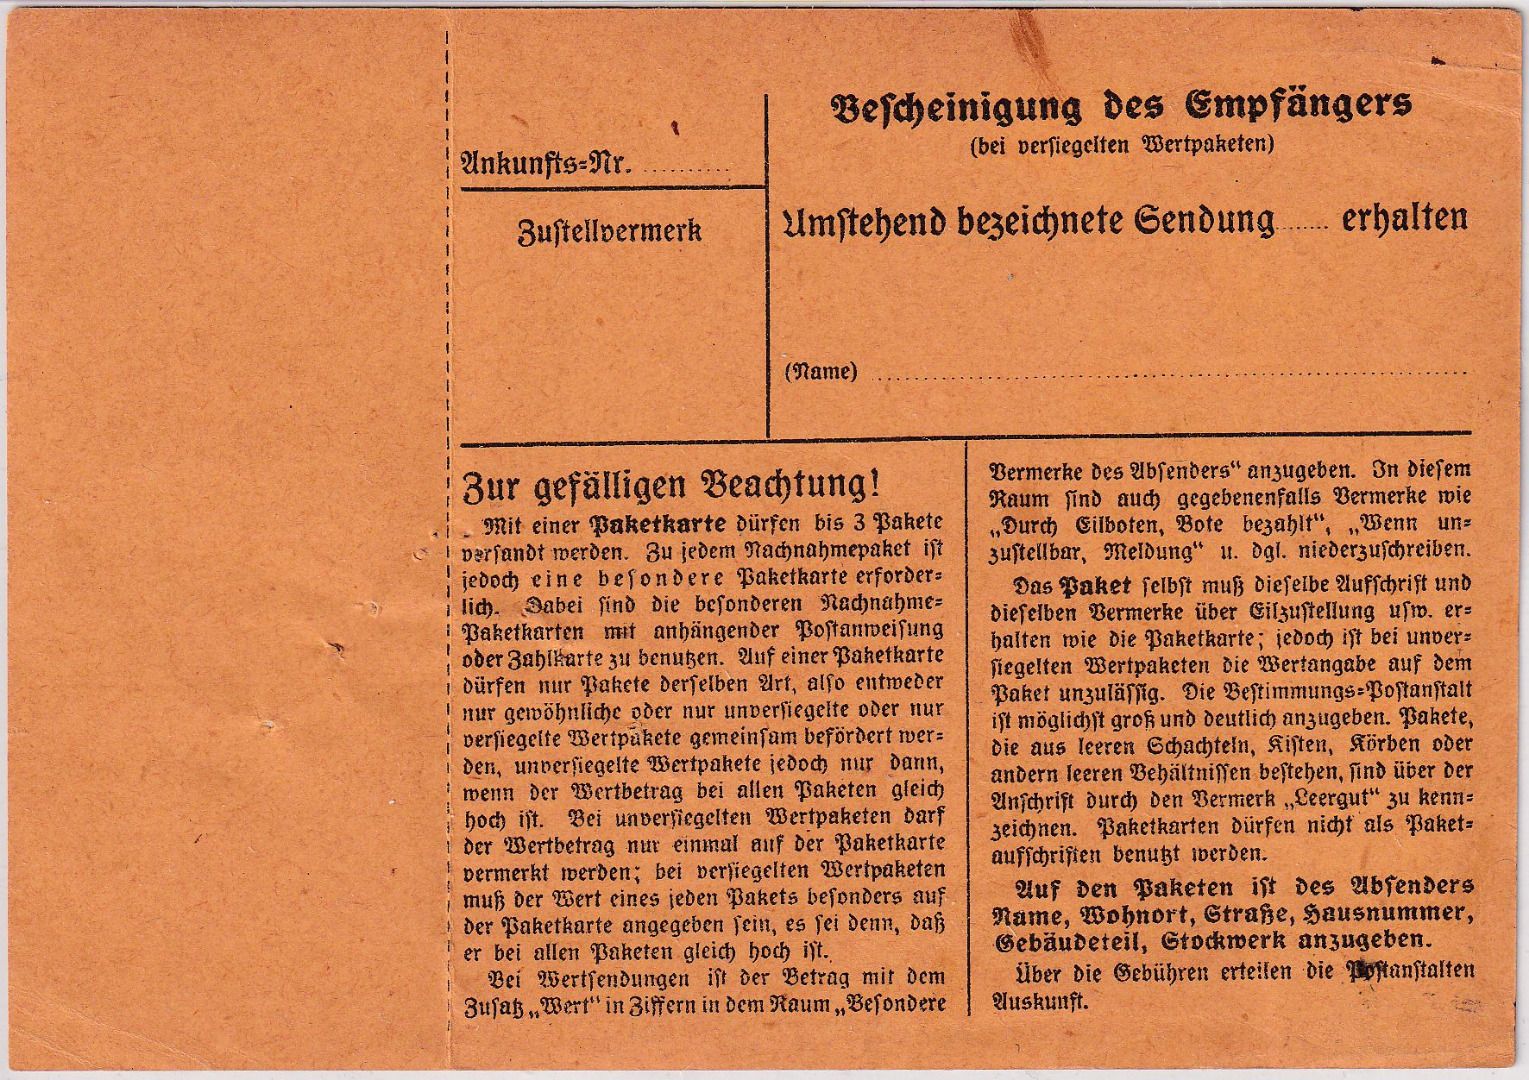 Ankunfts=Nr. ..........
Zustellvermerk
Bescheinigung des Empfängers
(bei versiegelten Wertpaketen)
Umstehend bezeichnete Sendung...... erhalten
(Name) ..........
Zur gefälligen Beachtung!
Mit einer Paketkarte dürfen bis 3 Pakete
versandt werden. Zu jedem Nachnahmepaket ist
jedoch eine besondere Paketkarte erforder=
lich. Dabei sind die besonderen Nachnahme=
Paketkarten mit anhängender Postanweisung
oder Zahlkarte zu benutzen. Auf einer Paketkarte
dürfen nur Pakete derselben Art, also entweder
nur gewöhnliche oder nur unversiegelte oder nur
versiegelte Wertpakete gemeinsam befördert wer=
den, unversiegelte Wertpakete jedoch nur dann,
wenn der Wertbetrag bei allen Paketen gleich
hoch ist. Bei unversiegelten Wertpaketen darf
der Wertbetrag nur einmal auf der Paketkarte
vermerkt werden; bei versiegelten Wertpaketen
muß der Wert eines jeden Pakets besonders auf
der Paketkarte angegeben sein, es sei denn, daß
er bei allen Paketen gleich hoch ist.
Bei Wertsendungen ist der Betrag mit dem
Zusatz „Wert“ in Ziffern in dem Raum „Besondere
Vermerke des Absenders“ anzugeben. In diesem
Raum sind auch gegebenenfalls Vermerke wie
„Durch Eilboten, Bote bezahlt“, „Wenn un=
zustellbar, Meldung“ u. dgl. niederzuschreiben.
Das Paket selbst muß dieselbe Aufschrift und
dieselben Vermerke über Eilzustellung usw. er=
halten wie die Paketkarte; jedoch ist bei unver=
siegelten Wertpaketen die Wertangabe auf dem
Paket unzulässig. Die Bestimmungs=Postanstalt
ist möglichst groß und deutlich anzugeben. Pakete,
die aus leeren Schachteln, Kisten, Körben oder
andern leeren Behältnissen bestehen, sind über der
Anschrift durch den Vermerk „Leergut“ zu kenn=
zeichnen. Paketkarten dürfen nicht als Paket=
aufschriften benutzt werden.
Auf den Paketen ist des Absenders
Name, Wohnort, Straße, Hausnummer,
Gebäudeteil, Stockwerk anzugeben.
Über die Gebühren erteilen die Postanstalten
Auskunft.